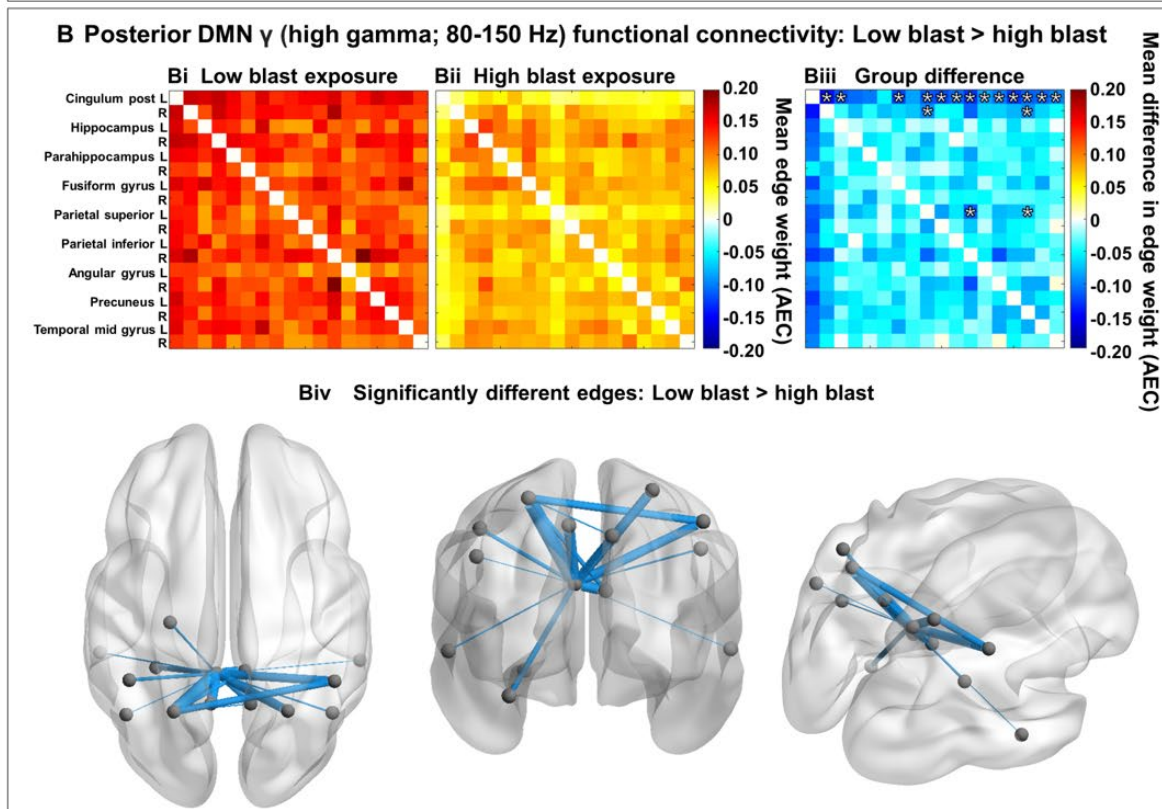 B Posterior DMN γ (high gamma; 80-150 Hz) functional connectivity: Low blast > high blast
Bi Low blast exposure
Bii High blast exposure
Biii Group difference
Cingulum post L
R
Hippocampus L
R
Parahippocampus L
R
Fusiform gyrus L
R
Parietal superior L
R
Parietal inferior L
R
Angular gyrus L
R
Precuneus L
R
Temporal mid gyrus L
R
0.20
0.15
0.10
0.05
0
-0.05
-0.10
-0.15
-0.20
Mean edge weight (AEC)
* * * * * * * * * * * * *
* *
* *
0.20
0.15
0.10
0.05
0
-0.05
-0.10
-0.15
-0.20
Mean difference in edge weight (AEC)
Biv Significantly different edges: Low blast > high blast